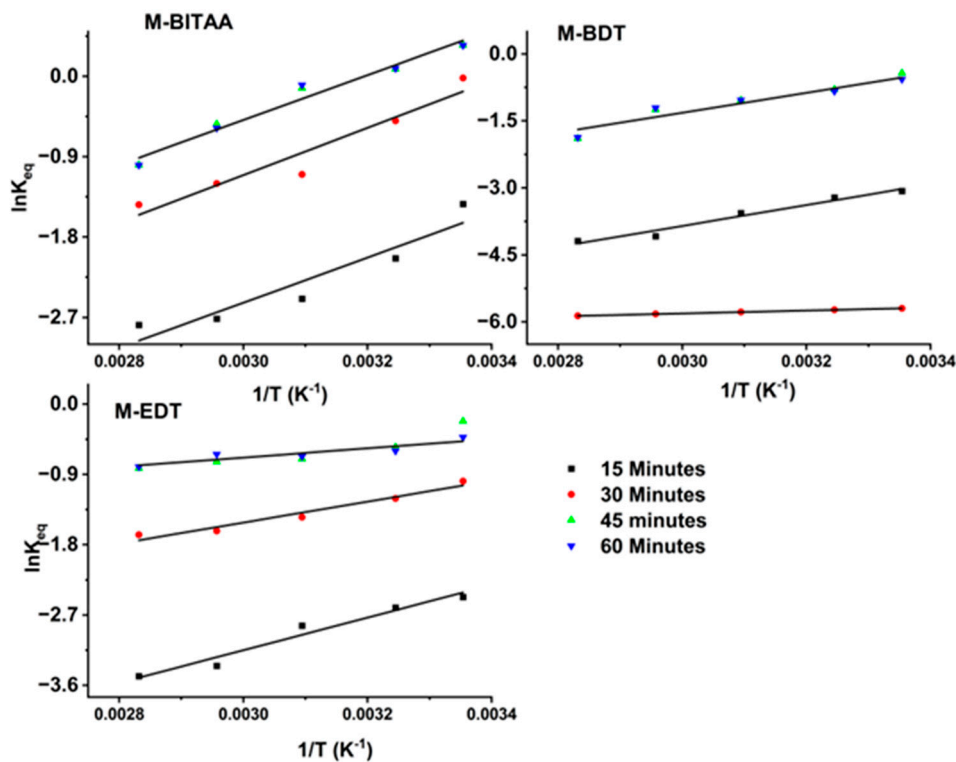 M-BITAA
0.0
−0.9
−1.8
−2.7
lnKeq
0.0028
0.0030
0.0032
0.0034
1/T (K-1)
M-BDT
0.0
−1.5
−3.0
−4.5
−6.0
0.0028
0.0030
0.0032
0.0034
1/T (K-1)
M-EDT
0.0
−0.9
−1.8
−2.7
−3.6
lnKeq
0.0028
0.0030
0.0032
0.0034
1/T (K-1)
15 Minutes
30 Minutes
45 minutes
60 Minutes